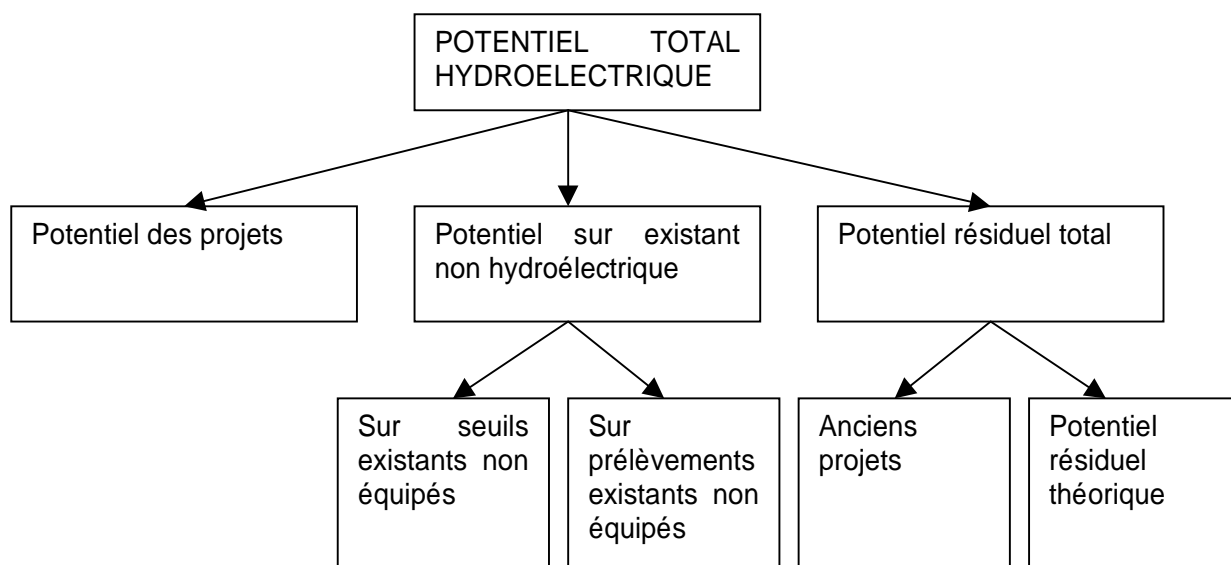 POTENTIEL TOTAL
HYDROELECTRIQUE
Potentiel des projets
Potentiel sur existant
non hydroélectrique
Potentiel résiduel total
Sur seuils
existants non
équipés
Sur
prélèvements
existants non
équipés
Anciens
projets
Potentiel
résiduel
théorique